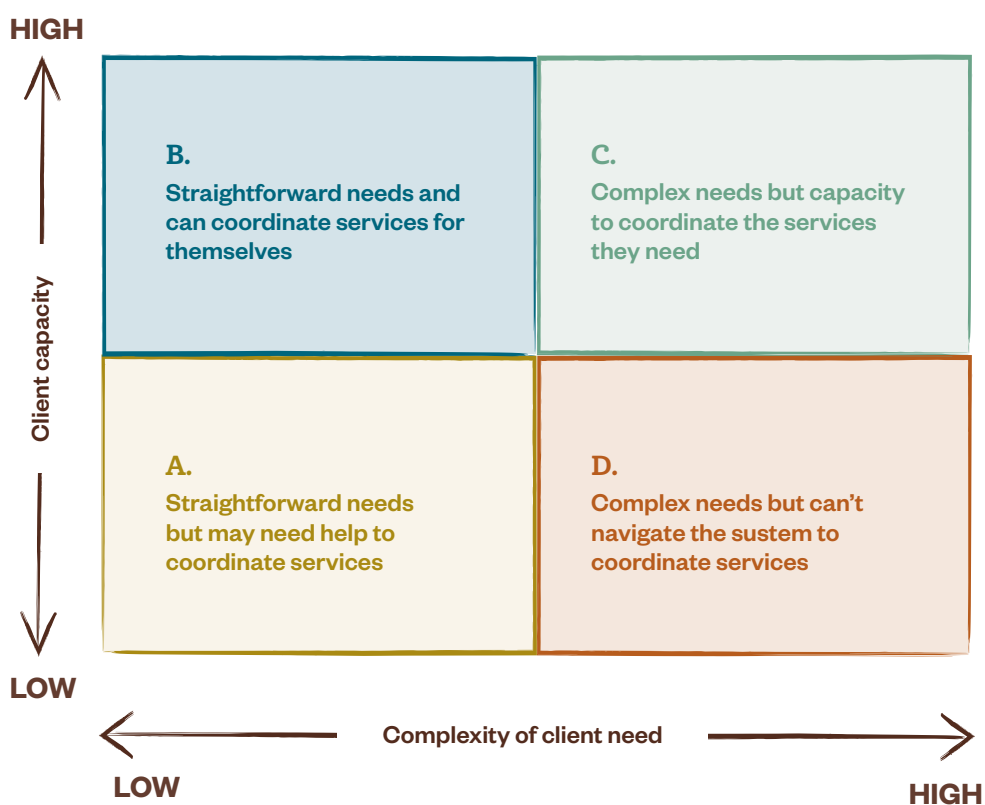 HIGH
B.
Straightforward needs and
can coordinate services for
themselves
C.
Complex needs but capacity
to coordinate the services
they need
Client capacity
A.
Straightforward needs
but may need help to
coordinate services
D.
Complex needs but can’t
navigate the sustem to
coordinate services
LOW
Complexity of client need
LOW
HIGH